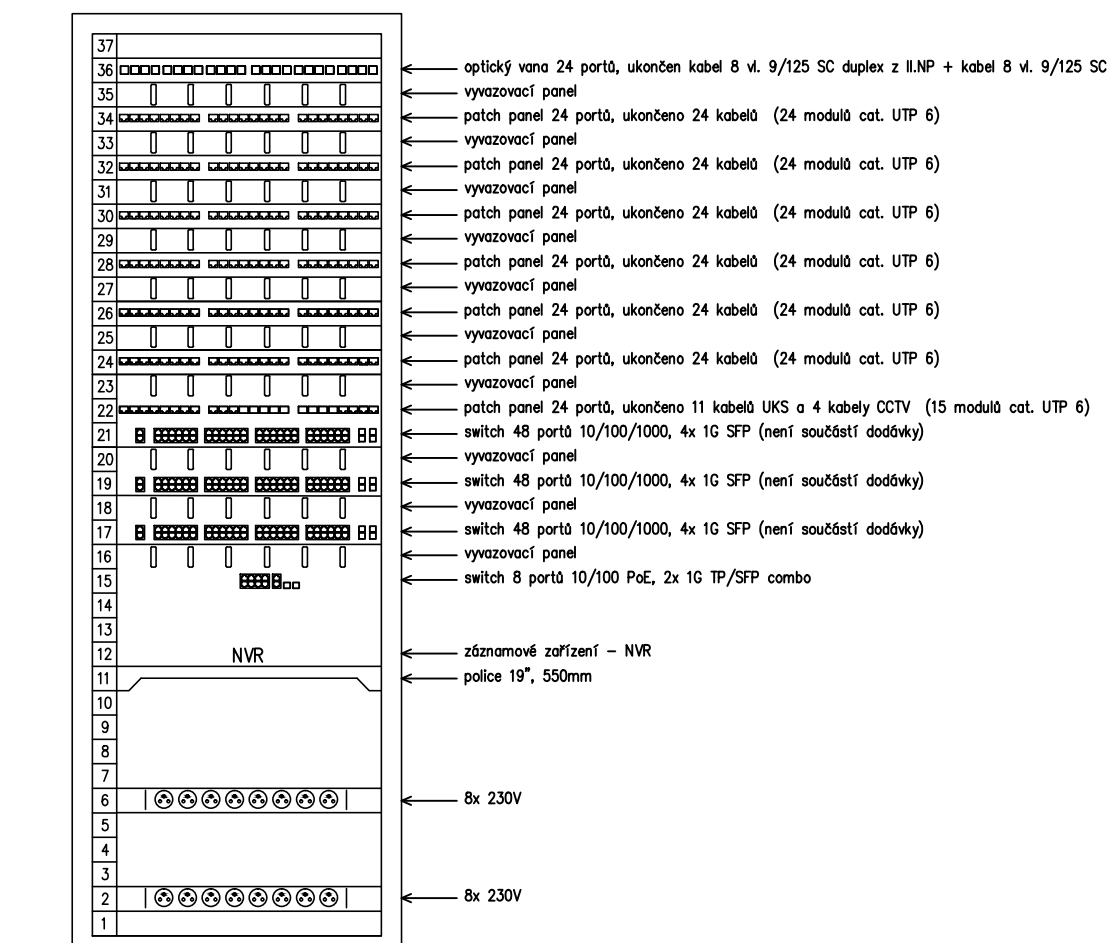 37
36 optický vana 24 portů, ukončen kabel 8 vl. 9/125 SC duplex z II.NP + kabel 8 vl. 9/125 SC
35 vyvazovací panel
34 patch panel 24 portů, ukončeno 24 kabelů (24 modulů cat. UTP 6)
33 vyvazovací panel
32 patch panel 24 portů, ukončeno 24 kabelů (24 modulů cat. UTP 6)
31 vyvazovací panel
30 patch panel 24 portů, ukončeno 24 kabelů (24 modulů cat. UTP 6)
29 vyvazovací panel
28 patch panel 24 portů, ukončeno 24 kabelů (24 modulů cat. UTP 6)
27 vyvazovací panel
26 patch panel 24 portů, ukončeno 24 kabelů (24 modulů cat. UTP 6)
25 vyvazovací panel
24 patch panel 24 portů, ukončeno 24 kabelů (24 modulů cat. UTP 6)
23 vyvazovací panel
22 patch panel 24 portů, ukončeno 11 kabelů UKS a 4 kabely CCTV (15 modulů cat. UTP 6)
21 switch 48 portů 10/100/1000, 4x 1G SFP (není součástí dodávky)
20 vyvazovací panel
19 switch 48 portů 10/100/1000, 4x 1G SFP (není součástí dodávky)
18 vyvazovací panel
17 switch 48 portů 10/100/1000, 4x 1G SFP (není součástí dodávky)
16 vyvazovací panel
15 switch 8 portů 10/100 PoE, 2x 1G TP/SFP combo
14
13
12 NVR záznamové zařízení – NVR
11 police 19", 550mm
10
9
8
7
6 8x 230V
5
4
3
2 8x 230V
1